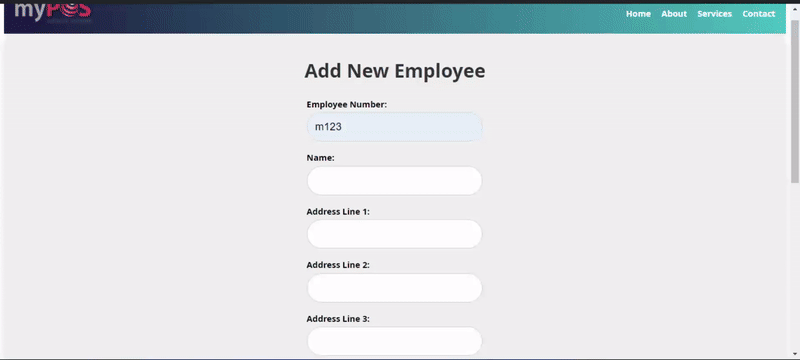 myPOS
Home About Services Contact
Add New Employee
Employee Number:
m123
Name:
Address Line 1:
Address Line 2:
Address Line 3: